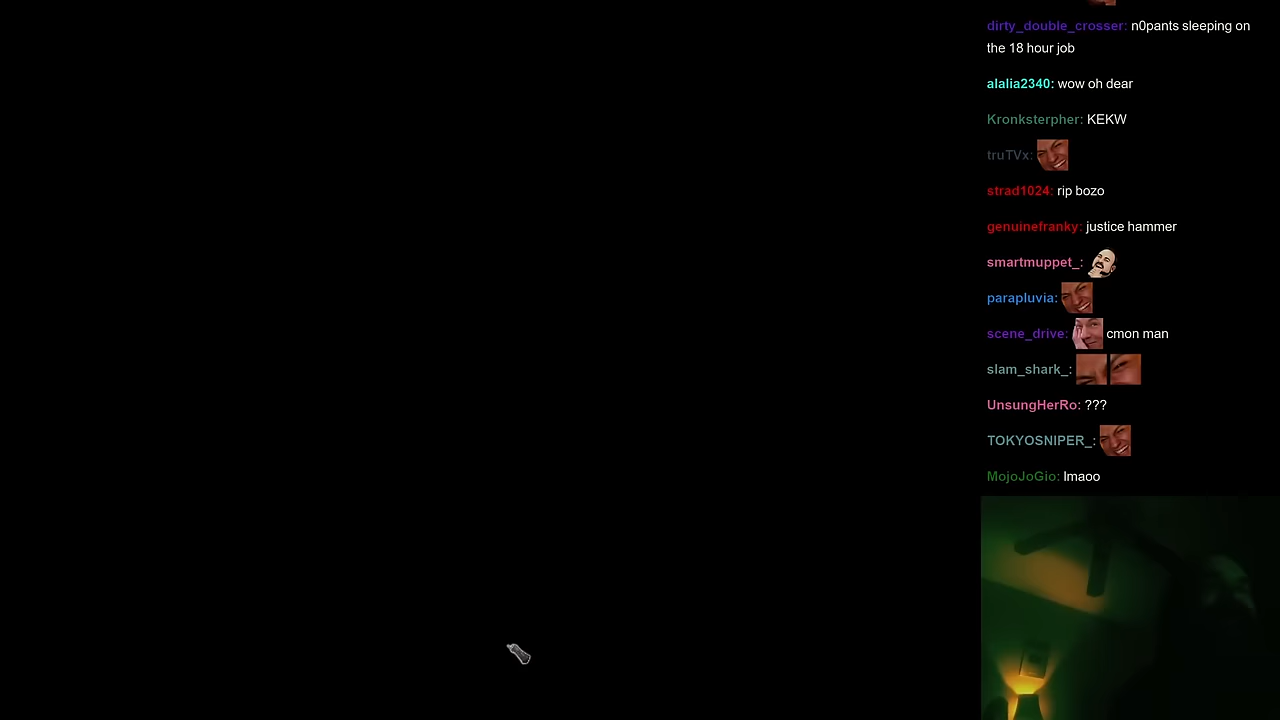 dirty_double_crosser: n0pants sleeping on
the 18 hour job
alalia2340: wow oh dear
Kronksterpher: KEKW
truTVx:
strad1024: rip bozo
genuinefranky: justice hammer
smartmuppet_:
parapluvia:
scene_drive: cmon man
slam_shark_:
UnsungHerRo: ???
TOKYOSNIPER_:
MojoJoGio: lmaoo